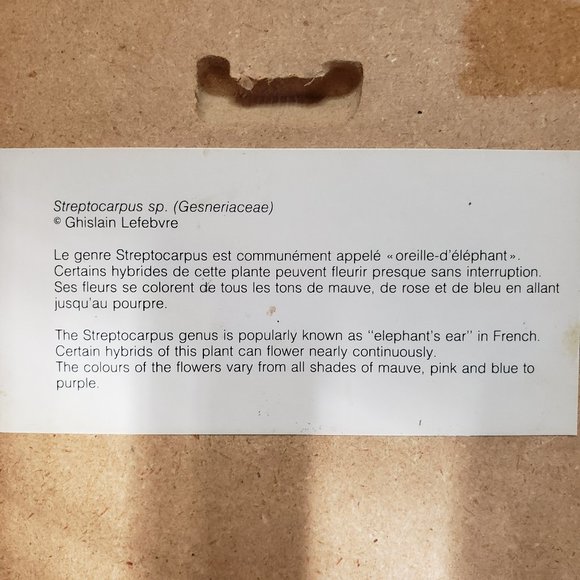 Streptocarpus sp. (Gesneriaceae)
© Ghislain Lefebvre
Le genre Streptocarpus est communément appelé «oreille-d'éléphant».
Certains hybrides de cette plante peuvent fleurir presque sans interruption.
Ses fleurs se colorent de tous les tons de mauve, de rose et de bleu en allant
jusqu'au pourpre.
The Streptocarpus genus is popularly known as "elephant's ear" in French.
Certain hybrids of this plant can flower nearly continuously.
The colours of the flowers vary from all shades of mauve, pink and blue to
purple.